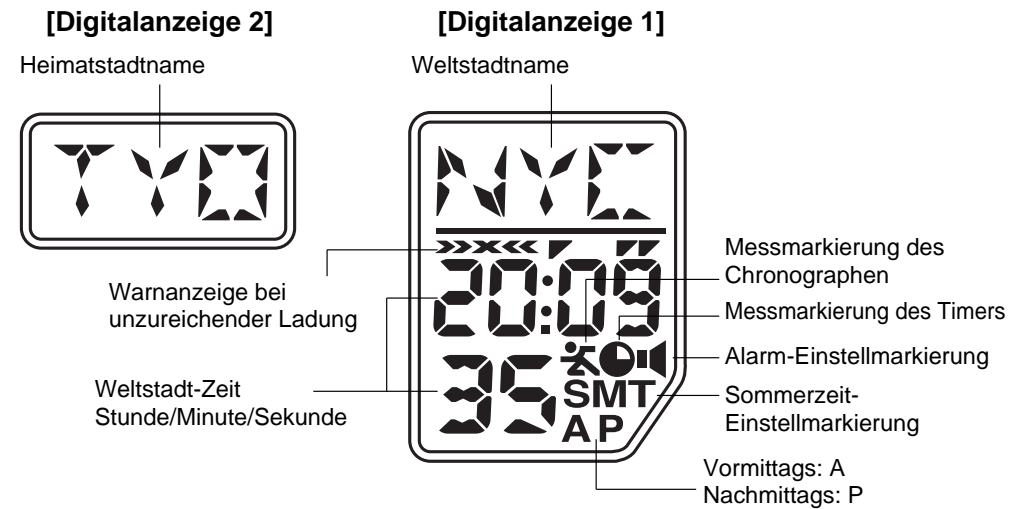 [Digitalanzeige 2]
[Digitalanzeige 1]
Heimatstadtname
Weltstadtname
TYO
NYC
20:09
35
SMT
A P
Warnanzeige bei
unzureichender Ladung
Weltstadt-Zeit
Stunde/Minute/Sekunde
Messmarkierung des
Chronographen
Messmarkierung des Timers
Alarm-Einstellmarkierung
Sommerzeit-
Einstellmarkierung
Vormittags: A
Nachmittags: P